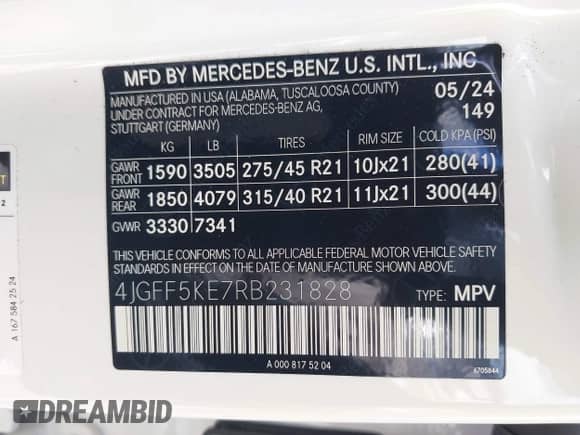 MFD BY MERCEDES-BENZ U.S. INTL., INC
MANUFACTURED IN USA (ALABAMA, TUSCALOOSA COUNTY) 05/24
UNDER CONTRACT FOR MERCEDES-BENZ AG, 149
STUTTGART (GERMANY)
KG LB TIRES RIM SIZE COLD KPA (PSI)
GAWR FRONT 1590 3505 275/45 R21 10Jx21 280(41)
GAWR REAR 1850 4079 315/40 R21 11Jx21 300(44)
GVWR 3330 7341
THIS VEHICLE CONFORMS TO ALL APPLICABLE FEDERAL MOTOR VEHICLE SAFETY
STANDARDS IN EFFECT ON THE DATE OF MANUFACTURE SHOWN ABOVE.
4JGFF5KE7RB231828 TYPE: MPV
A 000 817 52 04
A 167 584 25 24
T
2
DREAMBID